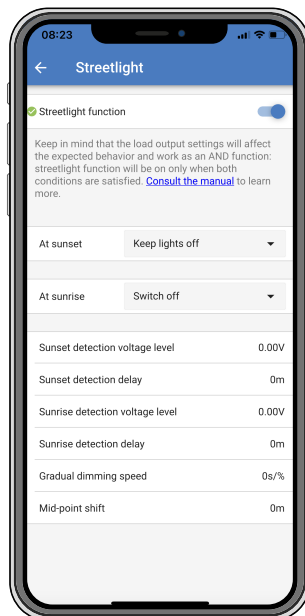 08:23
Streetlight
Streetlight function
Keep in mind that the load output settings will affect
the expected behavior and work as an AND function:
streetlight function will be on only when both
conditions are satisfied. Consult the manual to learn
more.
At sunset Keep lights off
At sunrise Switch off
Sunset detection voltage level 0.00V
Sunset detection delay 0m
Sunrise detection voltage level 0.00V
Sunrise detection delay 0m
Gradual dimming speed 0s/%
Mid-point shift 0m